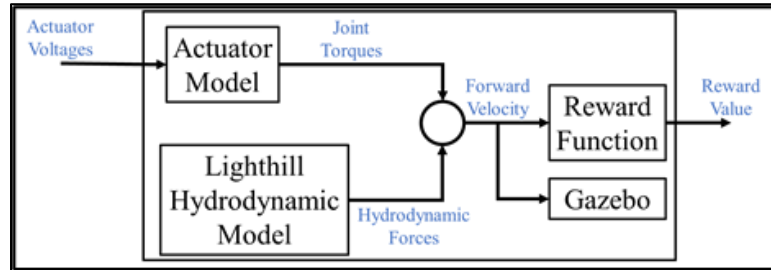 Actuator
Voltages
Actuator
Model
Joint
Torques
Forward
Velocity
Reward
Function
Reward
Value
Lighthill
Hydrodynamic
Model
Hydrodynamic
Forces
Gazebo